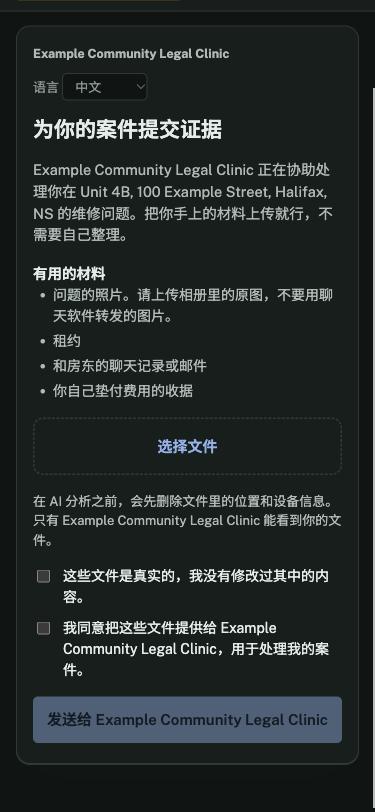 Example Community Legal Clinic
语言 中文
为你的案件提交证据
Example Community Legal Clinic 正在协助处
理你在 Unit 4B, 100 Example Street, Halifax,
NS 的维修问题。把你手上的材料上传就行，不
需要自己整理。
有用的材料
• 问题的照片。请上传相册里的原图，不要用聊
天软件转发的图片。
• 租约
• 和房东的聊天记录或邮件
• 你自己垫付费用的收据
选择文件
在 AI 分析之前，会先删除文件里的位置和设备信息。
只有 Example Community Legal Clinic 能看到你的文
件。
这些文件是真实的，我没有修改过其中的内
容。
我同意把这些文件提供给 Example
Community Legal Clinic，用于处理我的案
件。
发送给 Example Community Legal Clinic